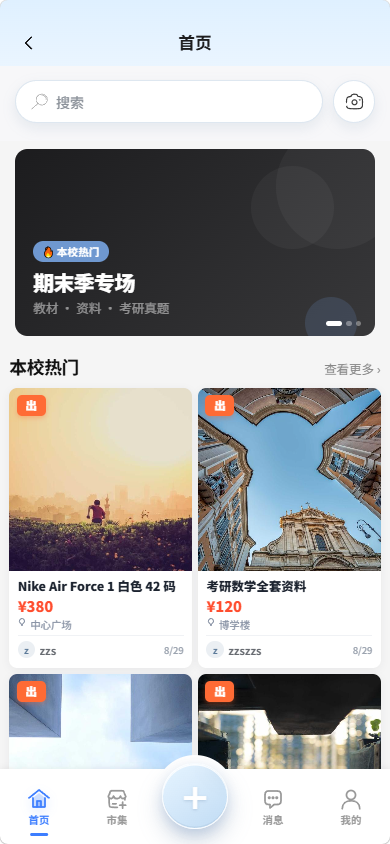 首页
搜索
本校热门
期末季专场
教材 · 资料 · 考研真题
本校热门
查看更多 ›
出
出
Nike Air Force 1 白色 42 码
¥380
中心广场
z zzs 8/29
考研数学全套资料
¥120
博学楼
z zzszzs 8/29
出
出
首页
市集
消息
我的